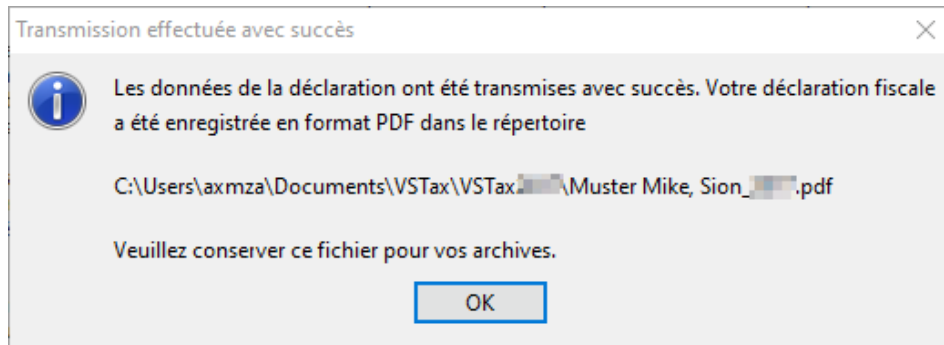 Transmission effectuée avec succès
Les données de la déclaration ont été transmises avec succès. Votre déclaration fiscale
a été enregistrée en format PDF dans le répertoire
C:\Users\axmza\Documents\VSTax\VSTax \Muster Mike, Sion_ .pdf
Veuillez conserver ce fichier pour vos archives.
OK